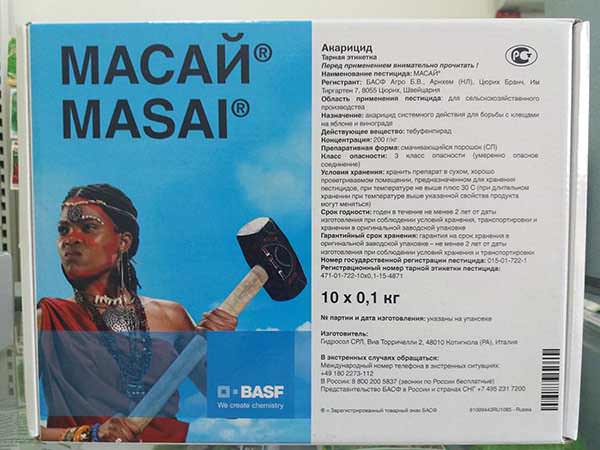 МАСАЙ®
MASAI®
BASF
We create chemistry
Акарицид
Тарная этикетка
Перед применением внимательно прочитать !
Наименование пестицида: МАСАЙ®
Регистрант: БАСФ Агро Б.В., Арнхем (НЛ), Цюрих Бранч, Им
Тиргартен 7, 8055 Цюрих, Швейцария
Область применения пестицида: для сельскохозяйственного
производства
Назначение: акарицид системного действия для борьбы с клещами
на яблоне и винограде
Действующее вещество: тебуфенпирад
Концентрация: 200 г/кг
Препаративная форма: смачивающийся порошок (СП)
Класс опасности: 3 класс опасности (умеренно опасное
соединение)
Условия хранения: хранить препарат в сухом, хорошо
проветриваемом помещении, предназначенном для хранения
пестицидов, при температуре не выше плюс 30 С (при длительном
хранении при температуре выше указанной свойства продукта
могут меняться)
Срок годности: годен в течение не менее 2 лет от даты
изготовления при соблюдении условий хранения, транспортировки и
хранении в оригинальной заводской упаковке
Гарантийный срок хранения: гарантия на срок хранения в
оригинальной заводской упаковке – не менее 2 лет от даты
изготовления при соблюдении условий хранения и транспортировки
Номер государственной регистрации пестицида: 015-01-722-1
Регистрационный номер тарной этикетки пестицида:
471-01-722-10х0,1-15-4871
10 х 0,1 кг
№ партии и дата изготовления: указаны на упаковке
Изготовитель:
Гидросол СРЛ, Виа Торричелли 2, 48010 Котигнола (РА), Италия
В экстренных случаях обращаться:
Международный номер телефона в экстренных ситуациях:
+49 180 2273-112
В России: 8 800 200 5837 (звонки по России бесплатные)
Представительство БАСФ в России и странах СНГ +7 495 231 7200
® = Зарегистрированный товарный знак БАСФ
81099443RU1085 - Russia